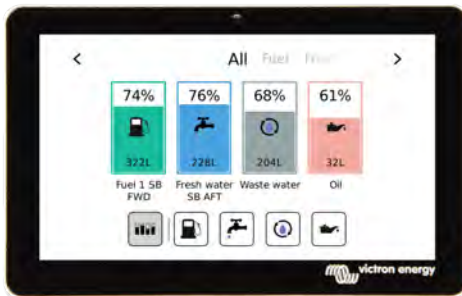 All Fuel
74% 76% 68% 61%
322L 228L 204L 32L
Fuel 1 SB Fresh water Waste water Oil
FWD SB AFT
victron energy